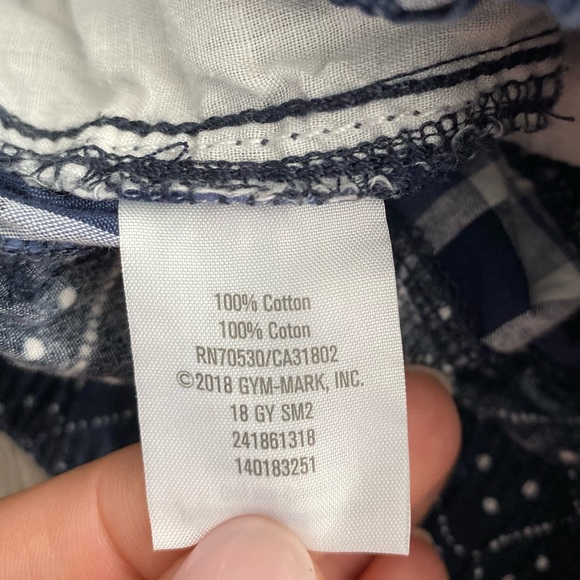 100% Cotton
100% Coton
RN70530/CA31802
©2018 GYM-MARK, INC.
18 GY SM2
241861318
140183251